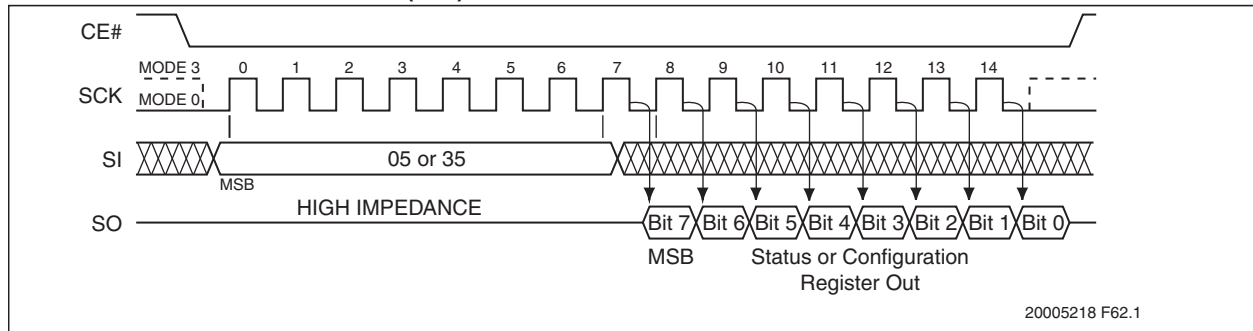 CE#
MODE 3 0 1 2 3 4 5 6 7 8 9 10 11 12 13 14
SCK
MODE 0
SI 05 or 35
MSB
HIGH IMPEDANCE
SO Bit 7 Bit 6 Bit 5 Bit 4 Bit 3 Bit 2 Bit 1 Bit 0
MSB Status or Configuration
Register Out
20005218 F62.1